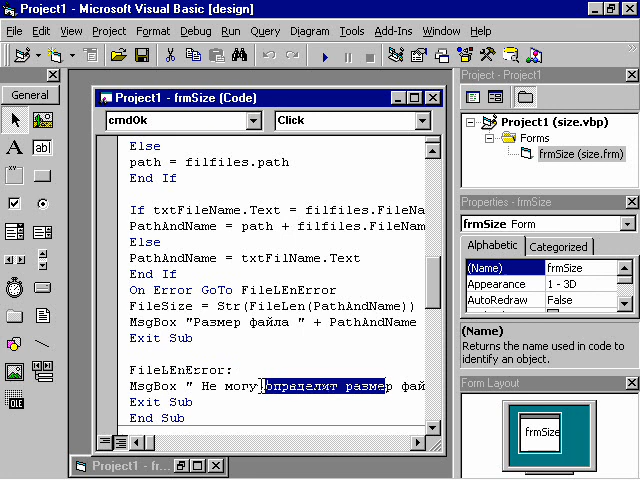 Project1 - Microsoft Visual Basic [design]
File Edit View Project Format Debug Run Query Diagram Tools Add-Ins Window Help
General
A
ab|
xv
OLE
Project1 - frmSize (Code)
cmdOk Click
Else
path = filfiles.path
End If
If txtFileName.Text = filfiles.FileNa
PathAndName = path + filfiles.FileNam
Else
PathAndName = txtFilName.Text
End If
On Error GoTo FileLEnError
FileSize = Str(FileLen(PathAndName))
MsgBox "Размер файла " + PathAndName
Exit Sub
FileLEnError:
MsgBox " Не могу опраделит размер фай
Exit Sub
End Sub
Project1 - fr...
Project - Project1
Project1 (size.vbp)
Forms
frmSize (size.frm)
Properties - frmSize
frmSize Form
Alphabetic Categorized
(Name) frmSize
Appearance 1 - 3D
AutoRedraw False
(Name)
Returns the name used in code to
identify an object.
Form Layout
frmSize